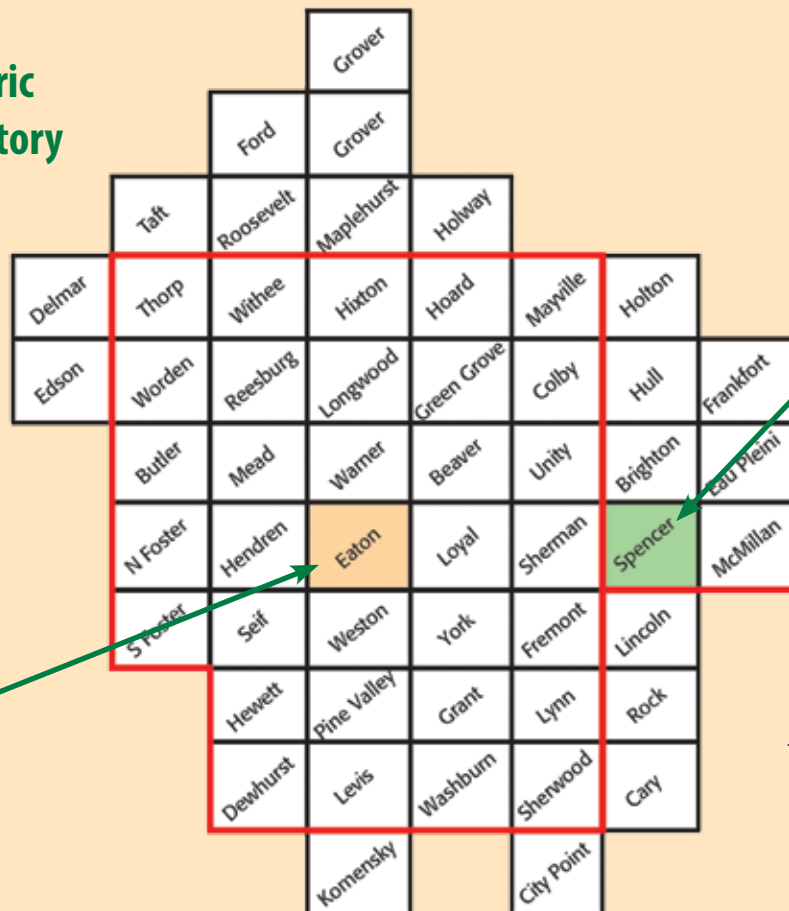 ric
tory
Grover
Ford Grover
Taft Roosevelt Maplehurst Holway
Delmar Thorp Withee Hixton Hoard Mayville Holton
Edson Worden Reesburg Longwood Green Grove Colby Hull Frankfort
Butler Mead Warner Beaver Unity Brighton Eau Pleini
N Foster Hendren Eaton Loyal Sherman Spencer McMillan
S Foster Seif Weston York Fremont Lincoln
Hewett Pine Valley Grant Lynn Rock
Dewhurst Levis Washburn Sherwood Cary
Komensky City Point